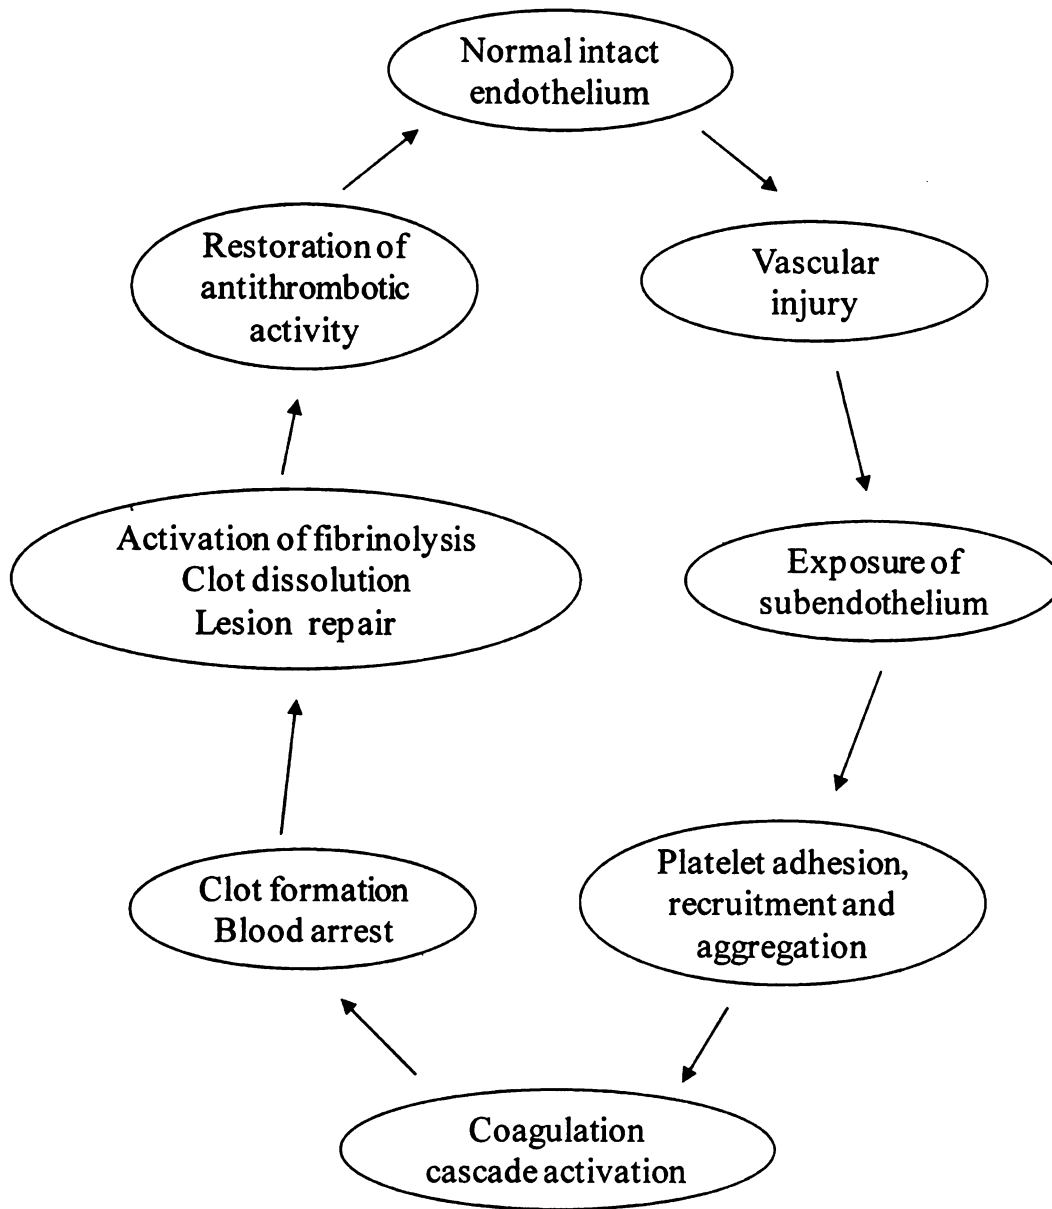 Normal intact
endothelium
Vascular
injury
Exposure of
subendothelium
Platelet adhesion,
recruitment and
aggregation
Coagulation
cascade activation
Clot formation
Blood arrest
Activation of fibrinolysis
Clot dissolution
Lesion repair
Restoration of
antithrombotic
activity